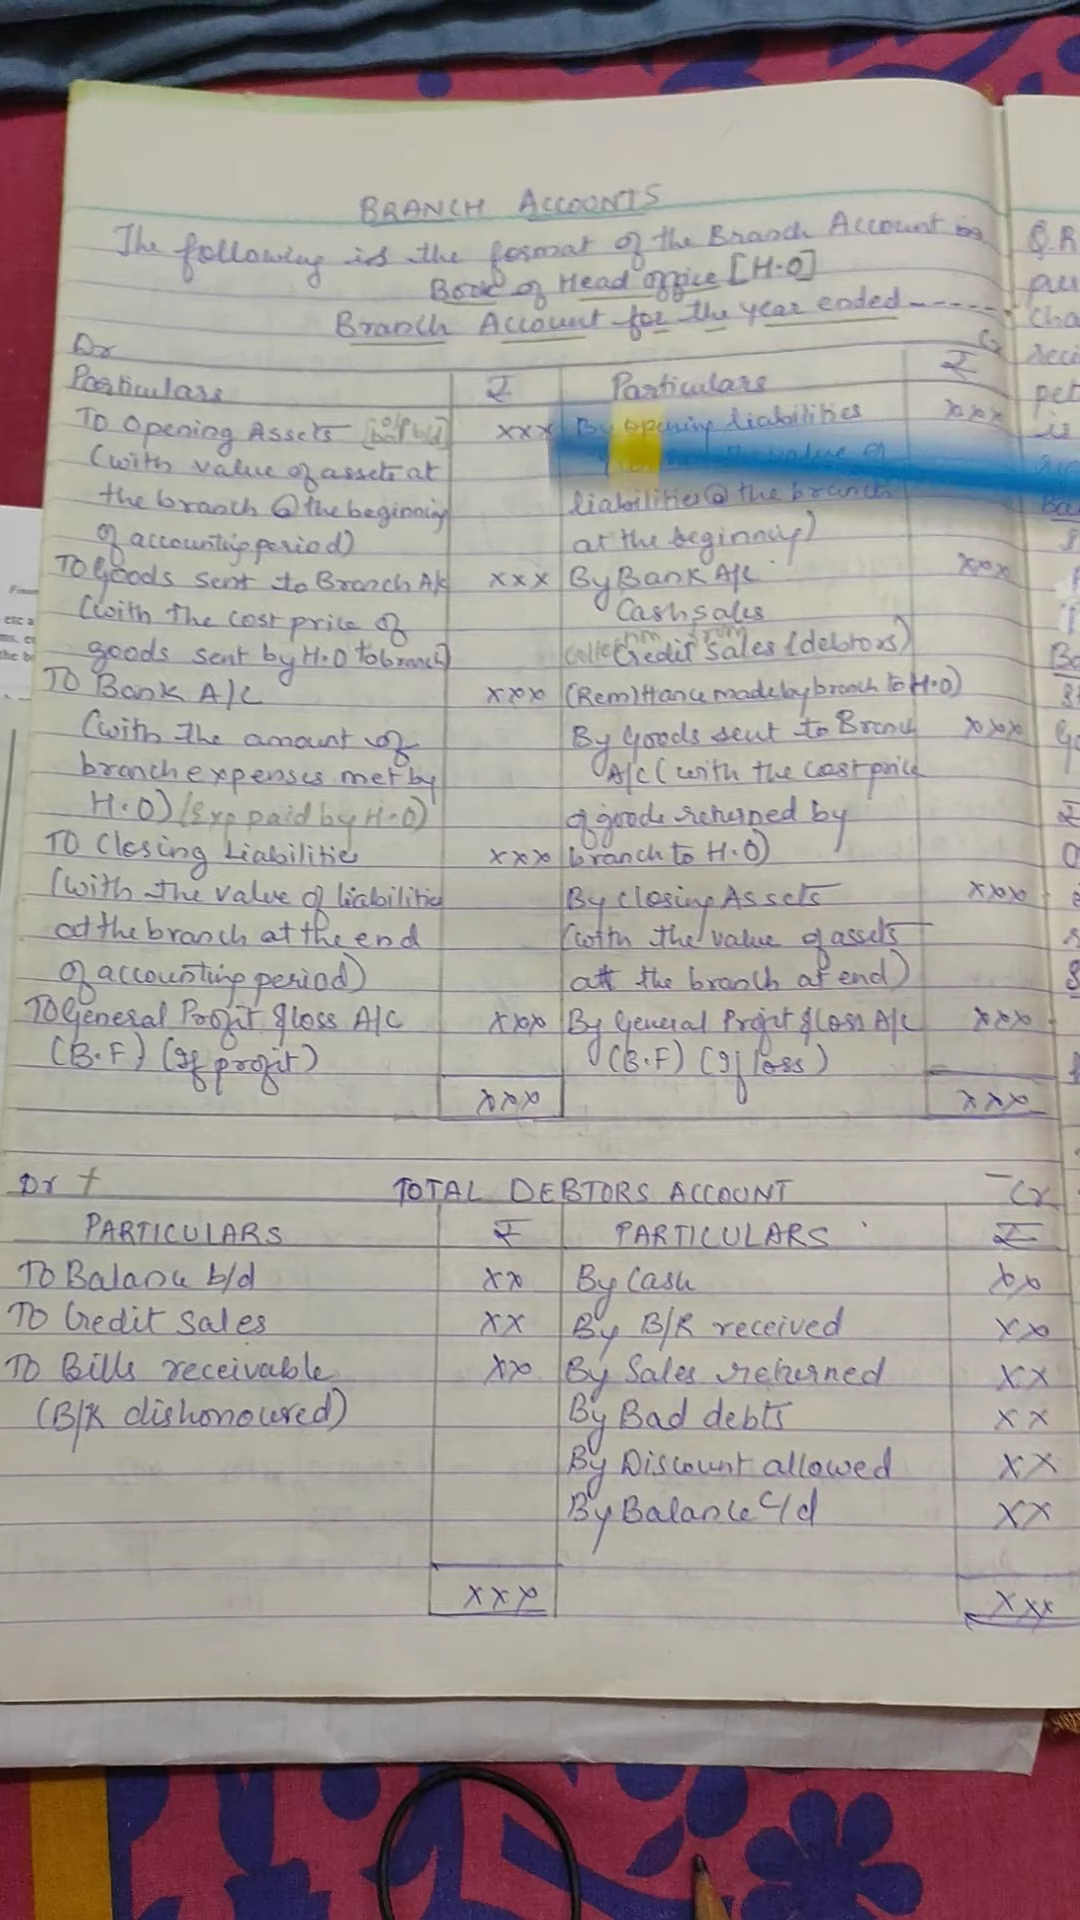 BRANCH ACCOUNTS
The following is the format of the Branch Account in
Book of Head office [H.O]
Branch Account for the year ended------
Dr Cr
Particulars ₹ Particulars ₹
To Opening Assets xxx By opening liabilities xxx
(with value of assets at value of
the branch @ the beginning liabilities @ the branch
of accounting period) at the beginning)
To Goods sent to Branch A/c xxx By Bank A/c xxx
(with the cost price of Cash sales
goods sent by H.O to branch) collection from Credit Sales (debtors)
To Bank A/C xxx (Remittance made by branch to H.O)
(with the amount of By Goods sent to Branch xxx
branch expenses met by A/c (with the cost price
H.O) (Exp paid by H.O) of goods returned by
To Closing Liabilities xxx branch to H.O)
(with the value of liabilities By Closing Assets xxx
at the branch at the end (with the value of assets
of accounting period) at the branch at end)
To General Profit & Loss A/C xxx By General Profit & Loss A/c xxx
(B.F) (If profit) (B.F) (If loss)
xxx xxx
Dr + TOTAL DEBTORS ACCOUNT - Cr
PARTICULARS ₹ PARTICULARS ₹
To Balance b/d xx By Cash xx
To Credit Sales xx By B/R received xx
To Bills receivable xx By Sales returned xx
(B/R dishonoured) By Bad debts xx
By Discount allowed xx
By Balance c/d xx
xxx xxx